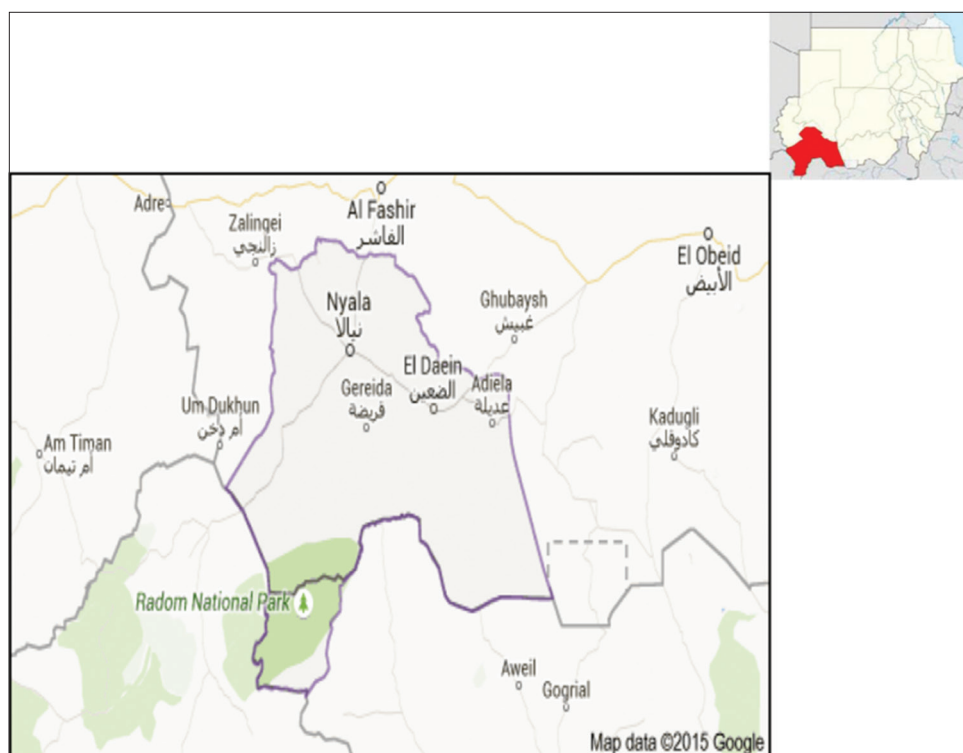 Adre
Zalingei
زالنجي
Al Fashir
الفاشر
El Obeid
الأبيض
Nyala
نيالا
Ghubaysh
غبيش
El Daein
الضعين
Gereida
قريضة
Adiela
عديلة
Um Dukhun
أم دخن
Kadugli
كادوقلي
Am Timan
أم تيمان
Radom National Park
Aweil
Gogrial
Map data ©2015 Google